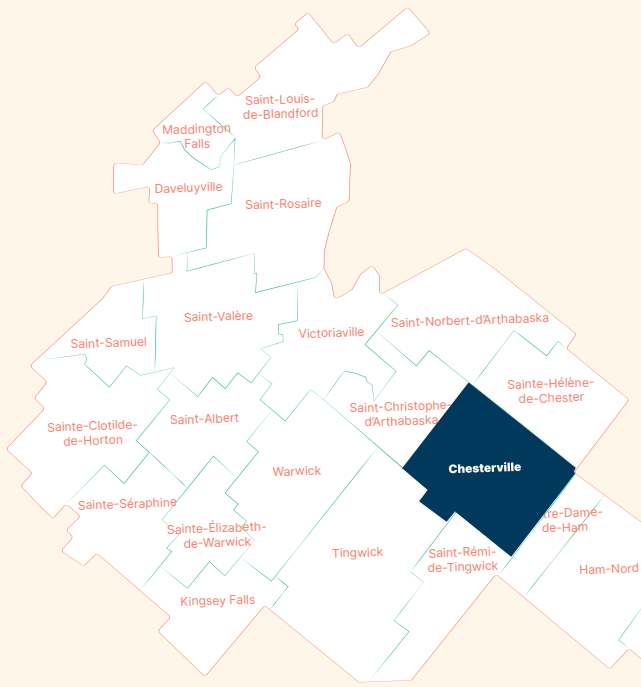 Saint-Louis-
de-Blandford
Maddington
Falls
Daveluyville
Saint-Rosaire
Saint-Valère
Saint-Samuel
Victoriaville
Saint-Norbert-d'Arthabaska
Sainte-Hélène-
de-Chester
Saint-Christophe-
d'Arthabaska
Saint-Albert
Sainte-Clotilde-
de-Horton
Warwick
Chesterville
Sainte-Séraphine
Sainte-Élizabeth-
de-Warwick
Tingwick
Saint-Rémi-
de-Tingwick
tre-Dame-
de-Ham
Ham-Nord
Kingsey Falls